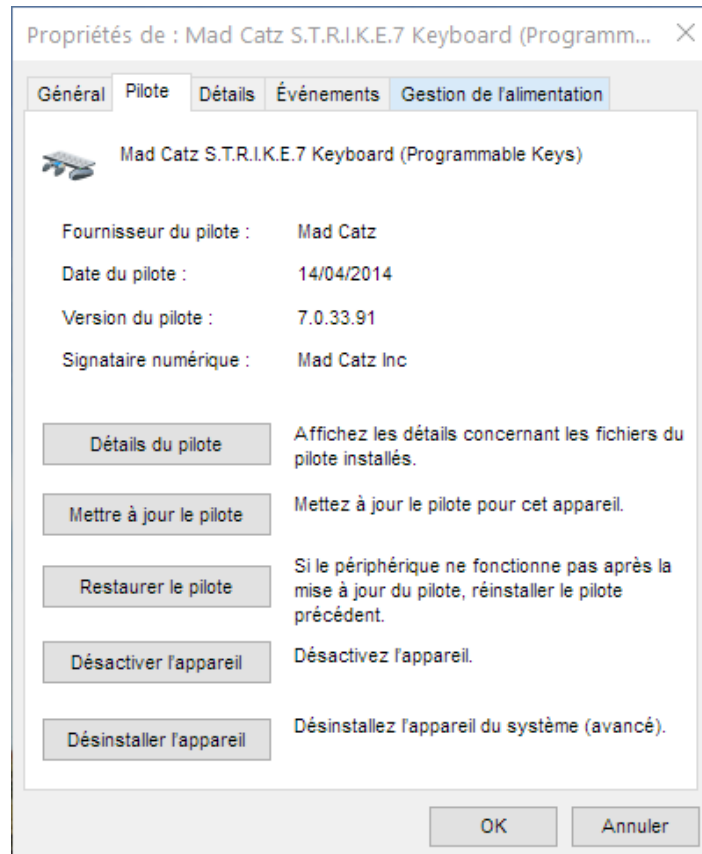 Propriétés de : Mad Catz S.T.R.I.K.E.7 Keyboard (Programm...
Général Pilote Détails Événements Gestion de l'alimentation
Mad Catz S.T.R.I.K.E.7 Keyboard (Programmable Keys)
Fournisseur du pilote : Mad Catz
Date du pilote : 14/04/2014
Version du pilote : 7.0.33.91
Signataire numérique : Mad Catz Inc
Détails du pilote
Affichez les détails concernant les fichiers du
pilote installés.
Mettre à jour le pilote
Mettez à jour le pilote pour cet appareil.
Restaurer le pilote
Si le périphérique ne fonctionne pas après la
mise à jour du pilote, réinstaller le pilote
précédent.
Désactiver l'appareil
Désactivez l'appareil.
Désinstaller l'appareil
Désinstallez l'appareil du système (avancé).
OK Annuler